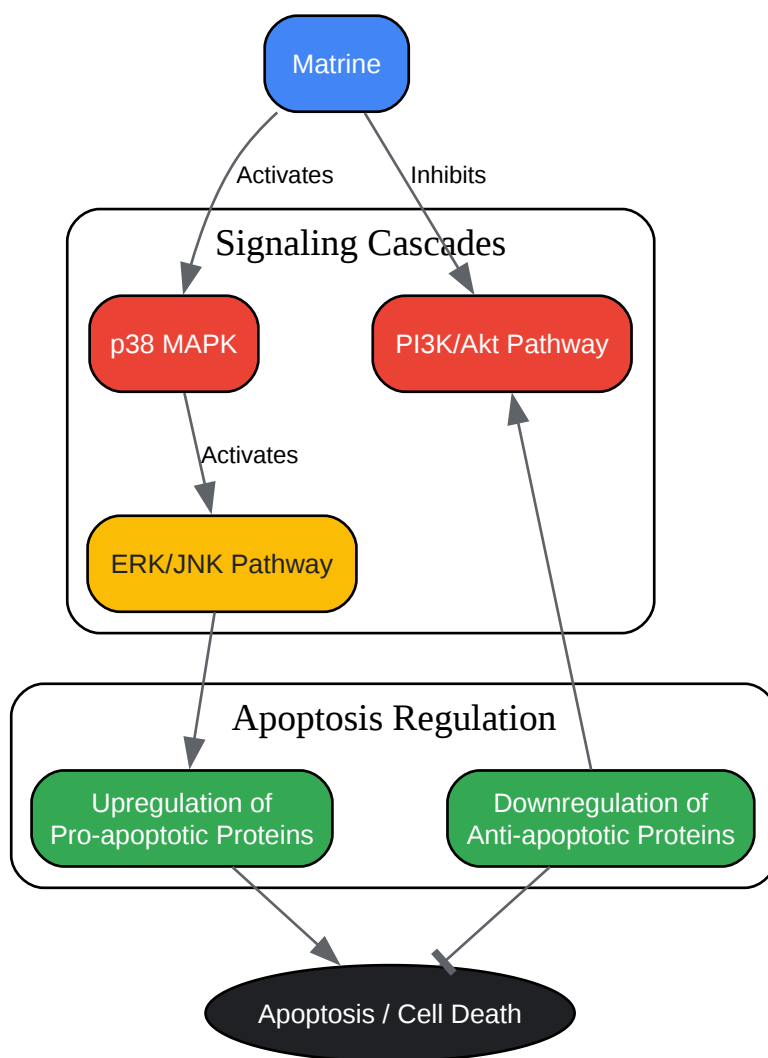 Matrine
Activates
Inhibits
Signaling Cascades
p38 MAPK
PI3K/Akt Pathway
Activates
ERK/JNK Pathway
Apoptosis Regulation
Upregulation of
Pro-apoptotic Proteins
Downregulation of
Anti-apoptotic Proteins
Apoptosis / Cell Death